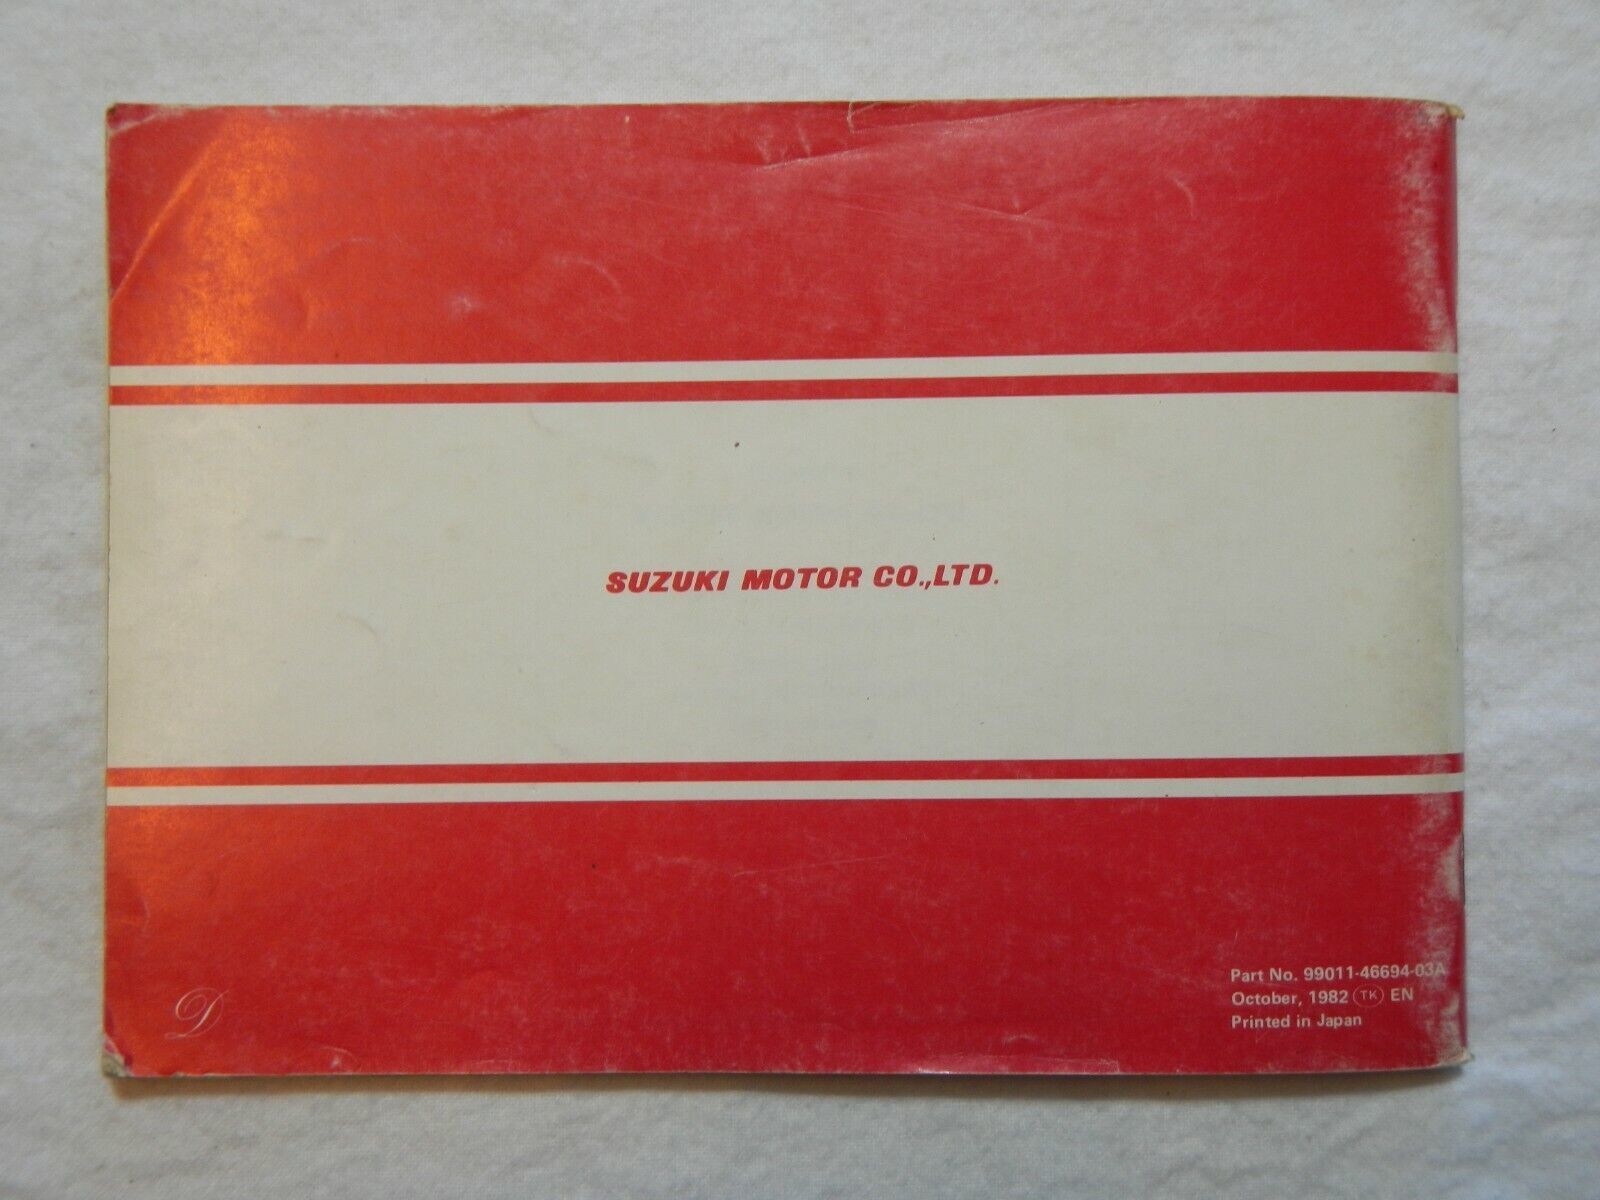 SUZUKI MOTOR CO.,LTD.
D
Part No. 99011-46694-03A
October, 1982 TK EN
Printed in Japan